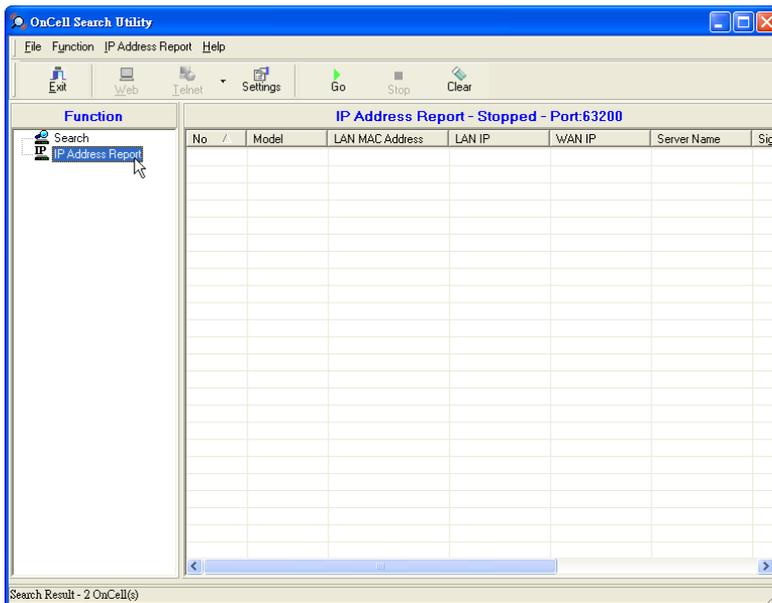 OnCell Search Utility
File Function IP Address Report Help
Exit Web Telnet Settings Go Stop Clear
Function
IP Address Report - Stopped - Port:63200
Search
IP IP Address Report
No Model LAN MAC Address LAN IP WAN IP Server Name Sig
Search Result - 2 OnCell(s)